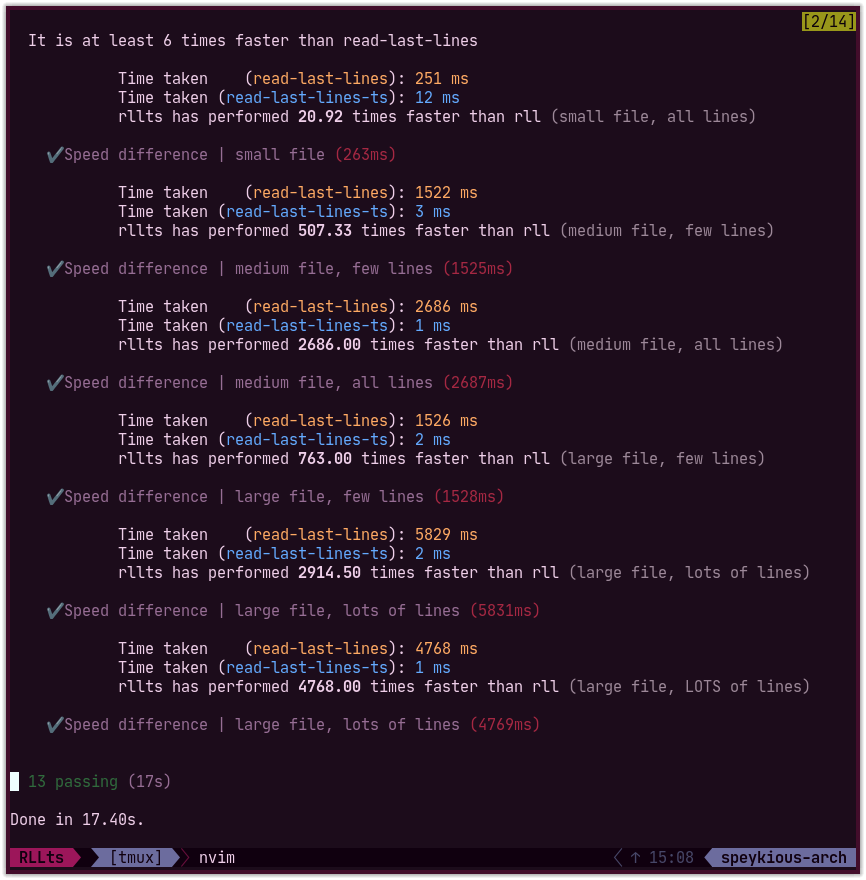 [2/14]
It is at least 6 times faster than read-last-lines
Time taken    (read-last-lines): 251 ms
Time taken (read-last-lines-ts): 12 ms
rllts has performed 20.92 times faster than rll (small file, all lines)
✔Speed difference | small file (263ms)
Time taken    (read-last-lines): 1522 ms
Time taken (read-last-lines-ts): 3 ms
rllts has performed 507.33 times faster than rll (medium file, few lines)
✔Speed difference | medium file, few lines (1525ms)
Time taken    (read-last-lines): 2686 ms
Time taken (read-last-lines-ts): 1 ms
rllts has performed 2686.00 times faster than rll (medium file, all lines)
✔Speed difference | medium file, all lines (2687ms)
Time taken    (read-last-lines): 1526 ms
Time taken (read-last-lines-ts): 2 ms
rllts has performed 763.00 times faster than rll (large file, few lines)
✔Speed difference | large file, few lines (1528ms)
Time taken    (read-last-lines): 5829 ms
Time taken (read-last-lines-ts): 2 ms
rllts has performed 2914.50 times faster than rll (large file, lots of lines)
✔Speed difference | large file, lots of lines (5831ms)
Time taken    (read-last-lines): 4768 ms
Time taken (read-last-lines-ts): 1 ms
rllts has performed 4768.00 times faster than rll (large file, LOTS of lines)
✔Speed difference | large file, lots of lines (4769ms)
13 passing (17s)
Done in 17.40s.
RLLts [tmux] nvim ↑ 15:08 speykious-arch